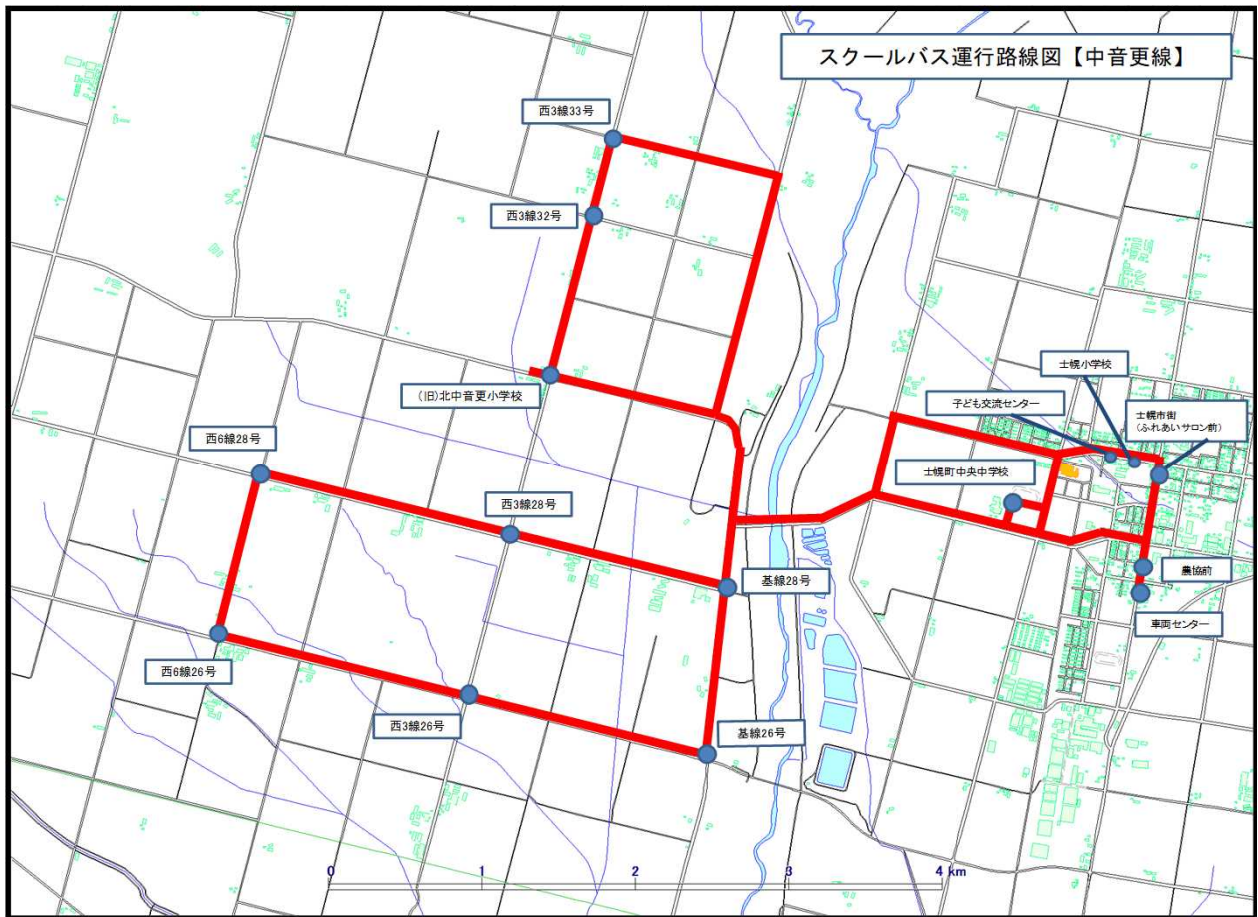 スクールバス運行路線図【中音更線】
西3線33号
西3線32号
士幌小学校
(旧)北中音更小学校
子ども交流センター
士幌市街
(ふれあいサロン前)
西6線28号
士幌町中央中学校
西3線28号
基線28号
農協前
車両センター
西6線26号
西3線26号
基線26号
0
1
2
3
4 km